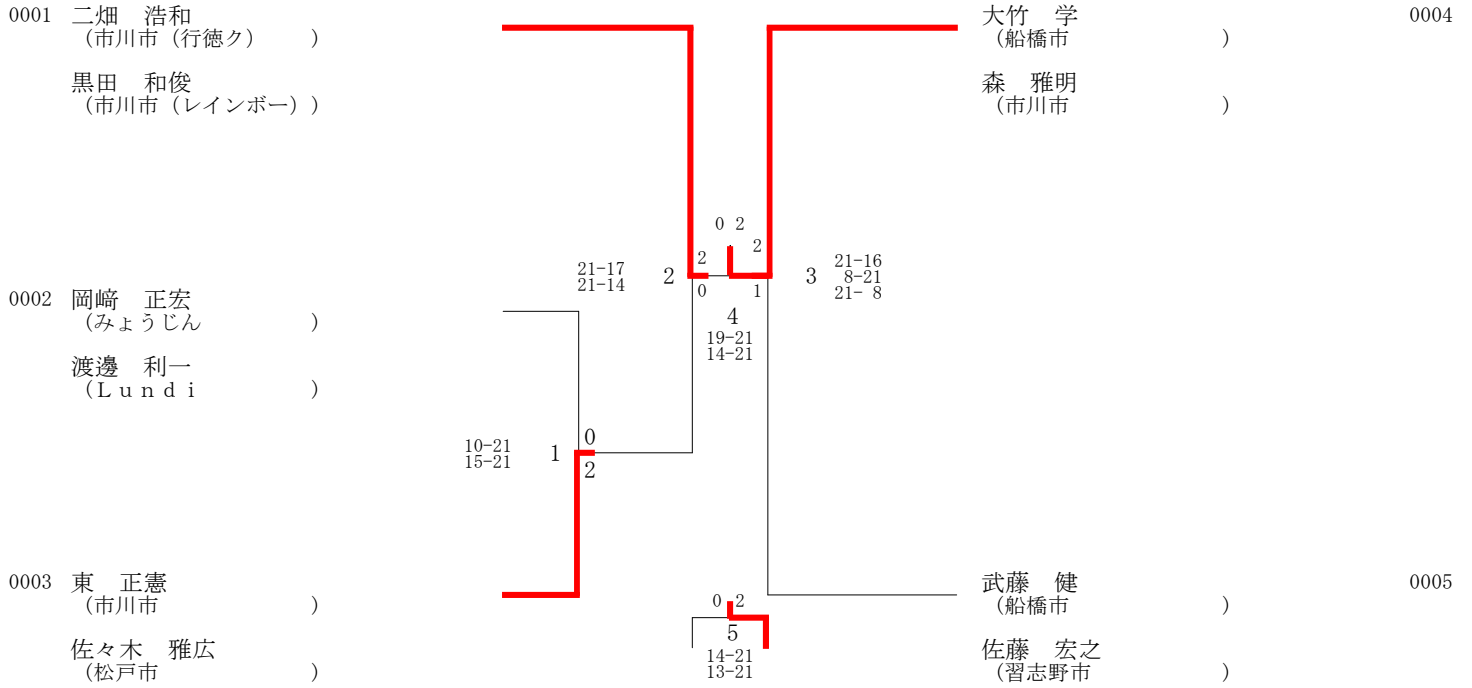 0001 二畑　浩和
（市川市（行徳ク）　　）
黒田　和俊
（市川市（レインボー））
大竹　学 0004
（船橋市　　　　　　　）
森　雅明
（市川市　　　　　　　）
0 2
2 2
21-17
21-14
2
3
21-16
8-21
21- 8
0 1
4
19-21
14-21
0002 岡﨑　正宏
（みょうじん　　　　　）
渡邊　利一
（Ｌｕｎｄｉ　　　　　）
10-21
15-21
1
0
2
0003 東　正憲
（市川市　　　　　　　）
佐々木　雅広
（松戸市　　　　　　　）
0 2
5
14-21
13-21
武藤　健 0005
（船橋市　　　　　　　）
佐藤　宏之
（習志野市　　　　　　）